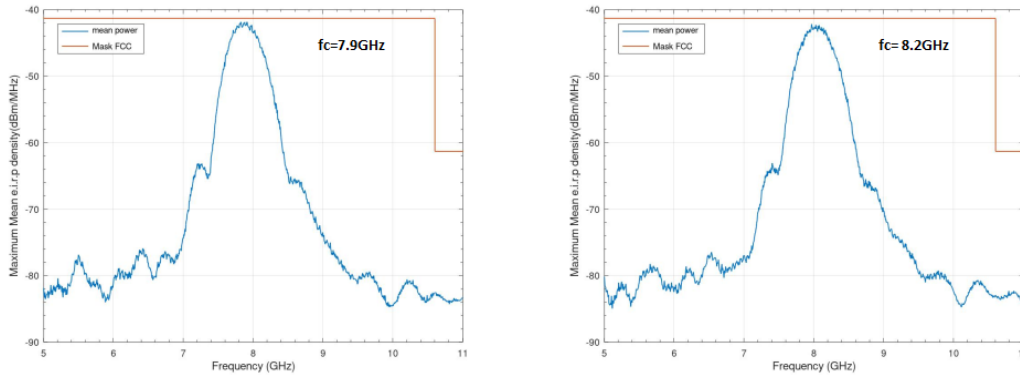 -40
-50
-60
-70
-80
-90
5
6
7
8
9
10
11
Maximum Mean e.i.r.p density(dBm/MHz)
Frequency (GHz)
mean power
Mask FCC
fc=7.9GHz
-40
-50
-60
-70
-80
-90
5
6
7
8
9
10
11
Maximum Mean e.i.r.p density(dBm/MHz)
Frequency (GHz)
mean power
Mask FCC
fc= 8.2GHz